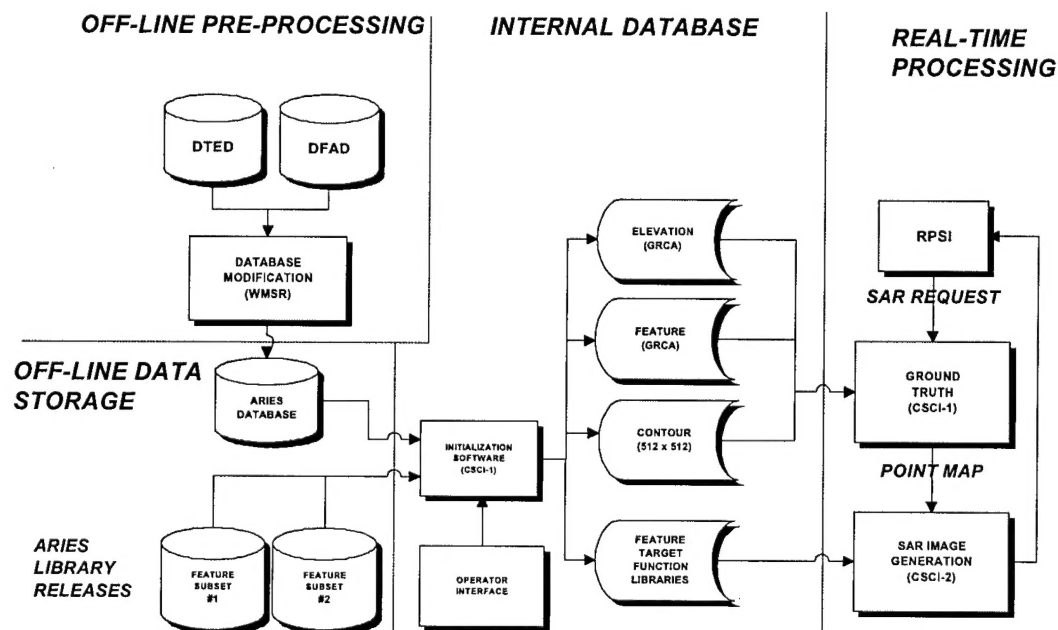 OFF-LINE PRE-PROCESSING
INTERNAL DATABASE
REAL-TIME
PROCESSING
DTED
DFAD
DATABASE
MODIFICATION
(WMSR)
OFF-LINE DATA
STORAGE
ARIES
DATABASE
ARIES
LIBRARY
RELEASES
FEATURE
SUBSET
#1
FEATURE
SUBSET
#2
INITIALIZATION
SOFTWARE
(CSCI-1)
OPERATOR
INTERFACE
ELEVATION
(GRCA)
FEATURE
(GRCA)
CONTOUR
(512 x 512)
FEATURE
TARGET
FUNCTION
LIBRARIES
RPSI
SAR REQUEST
GROUND
TRUTH
(CSCI-1)
POINT MAP
SAR IMAGE
GENERATION
(CSCI-2)